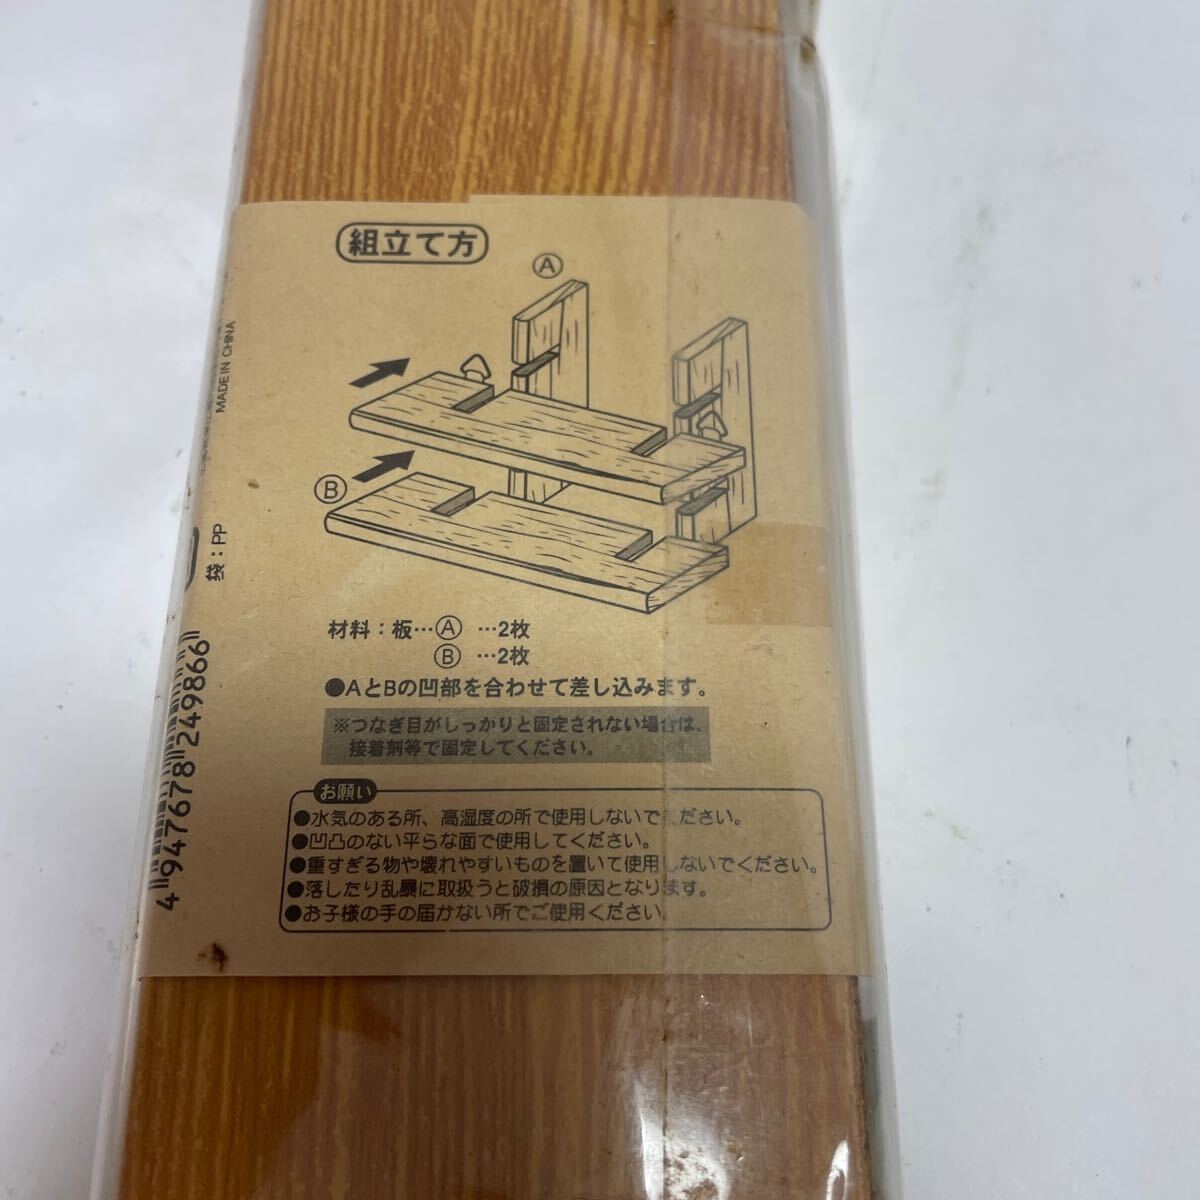 組立て方
A
B
材料：板…Ⓐ …2枚
Ⓑ …2枚
●AとBの凹部を合わせて差し込みます。
※つなぎ目がしっかりと固定されない場合は、
接着剤等で固定してください。
お願い
●水気のある所、高湿度の所で使用しないでください。
●凹凸のない平らな面で使用してください。
●重すぎる物や壊れやすいものを置いて使用しないでください。
●落したり乱暴に取扱うと破損の原因となります。
●お子様の手の届かない所でご使用ください。
MADE IN CHINA
袋：PP
4 947678 249866